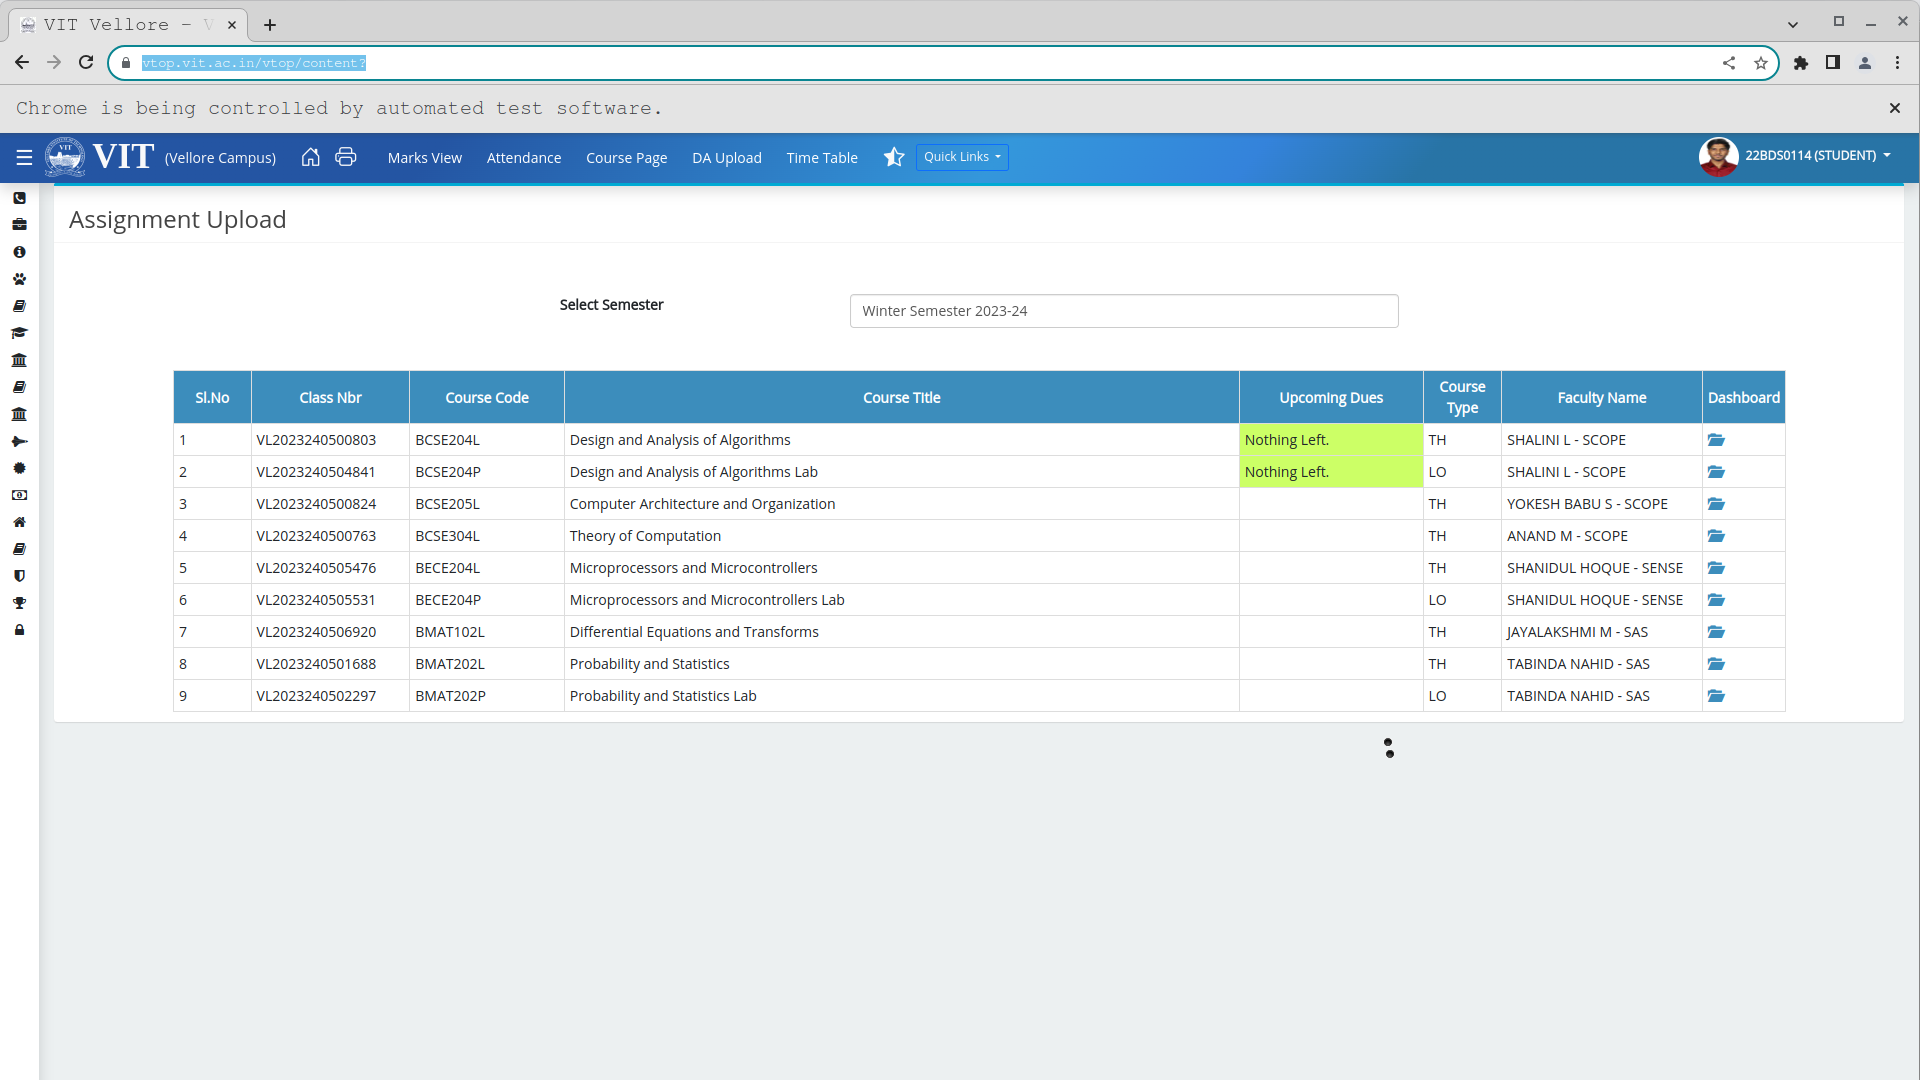 VIT Vellore – V
vtop.vit.ac.in/vtop/content?
Chrome is being controlled by automated test software.
VIT (Vellore Campus) Marks View Attendance Course Page DA Upload Time Table Quick Links 22BDS0114 (STUDENT)
Assignment Upload
Select Semester Winter Semester 2023-24
Sl.No Class Nbr Course Code Course Title Upcoming Dues Course Type Faculty Name Dashboard
1 VL2023240500803 BCSE204L Design and Analysis of Algorithms Nothing Left. TH SHALINI L - SCOPE
2 VL2023240504841 BCSE204P Design and Analysis of Algorithms Lab Nothing Left. LO SHALINI L - SCOPE
3 VL2023240500824 BCSE205L Computer Architecture and Organization TH YOKESH BABU S - SCOPE
4 VL2023240500763 BCSE304L Theory of Computation TH ANAND M - SCOPE
5 VL2023240505476 BECE204L Microprocessors and Microcontrollers TH SHANIDUL HOQUE - SENSE
6 VL2023240505531 BECE204P Microprocessors and Microcontrollers Lab LO SHANIDUL HOQUE - SENSE
7 VL2023240506920 BMAT102L Differential Equations and Transforms TH JAYALAKSHMI M - SAS
8 VL2023240501688 BMAT202L Probability and Statistics TH TABINDA NAHID - SAS
9 VL2023240502297 BMAT202P Probability and Statistics Lab LO TABINDA NAHID - SAS